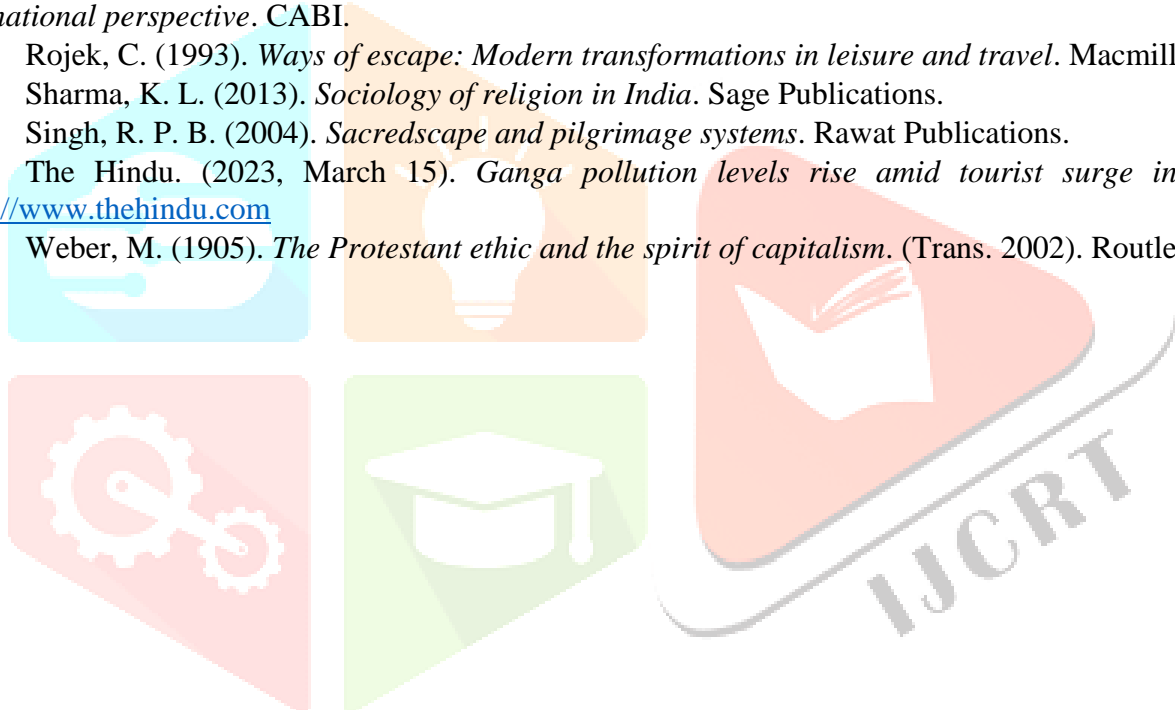 national perspective. CABI.
Rojek, C. (1993). Ways of escape: Modern transformations in leisure and travel. Macmill
Sharma, K. L. (2013). Sociology of religion in India. Sage Publications.
Singh, R. P. B. (2004). Sacredscape and pilgrimage systems. Rawat Publications.
The Hindu. (2023, March 15). Ganga pollution levels rise amid tourist surge in
//www.thehindu.com
Weber, M. (1905). The Protestant ethic and the spirit of capitalism. (Trans. 2002). Routle
IJCRT